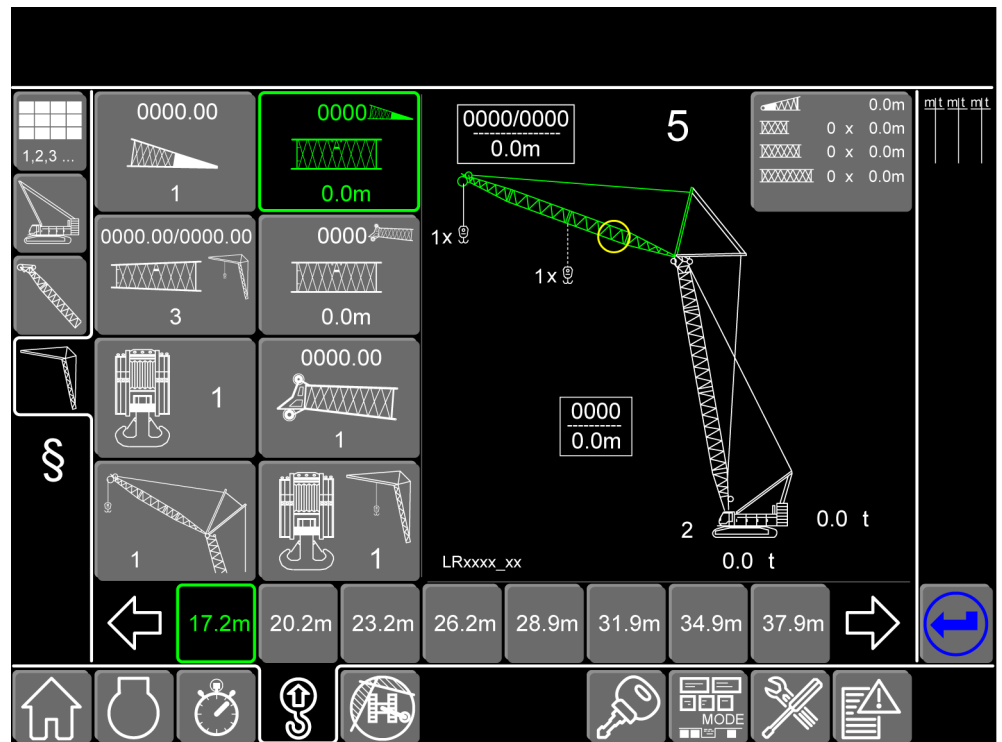 1,2,3 ...
0000.00
1
0000
0.0m
0000.00/0000.00
3
0000
0.0m
1
0000.00
1
1
1
§
0000/0000
0.0m
5
0.0m
0 x 0.0m
0 x 0.0m
0 x 0.0m
m|t m|t m|t
1x
1x
0000
0.0m
2
0.0 t
0.0 t
LRxxxx_xx
17.2m 20.2m 23.2m 26.2m 28.9m 31.9m 34.9m 37.9m
MODE